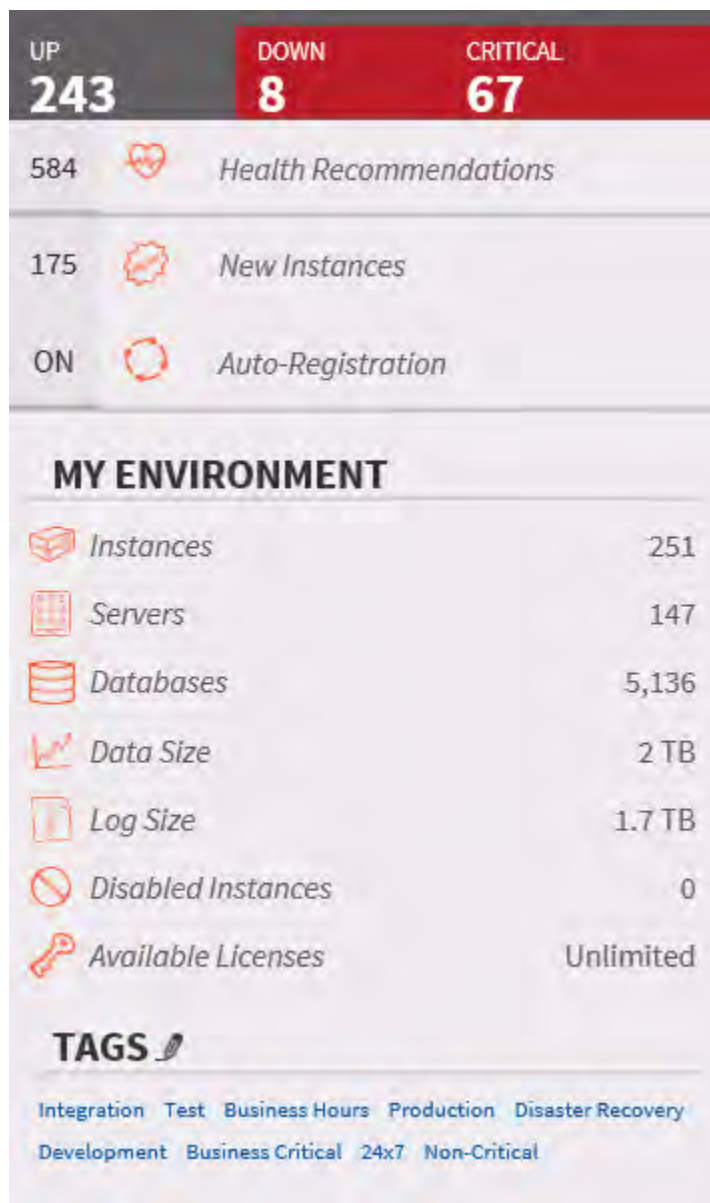 UP DOWN CRITICAL
243 8 67
584 Health Recommendations
175 New Instances
ON Auto-Registration
MY ENVIRONMENT
Instances 251
Servers 147
Databases 5,136
Data Size 2 TB
Log Size 1.7 TB
Disabled Instances 0
Available Licenses Unlimited
TAGS
Integration Test Business Hours Production Disaster Recovery
Development Business Critical 24x7 Non-Critical